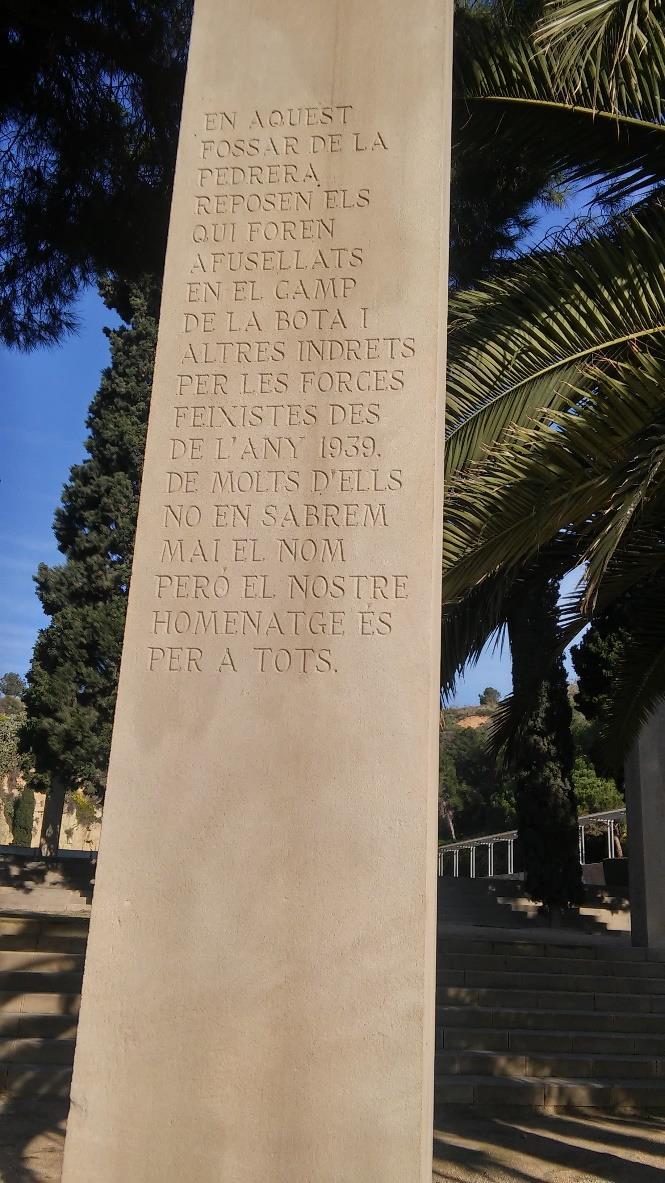 EN AQUEST
FOSSAR DE LA
PEDRERA
REPOSEN ELS
QUI FOREN
AFUSELLATS
EN EL CAMP
DE LA BOTA I
ALTRES INDRETS
PER LES FORCES
FEIXISTES DES
DE L'ANY 1939.
DE MOLTS D'ELLS
NO EN SABREM
MAI EL NOM
PERÒ EL NOSTRE
HOMENATGE ÉS
PER A TOTS.